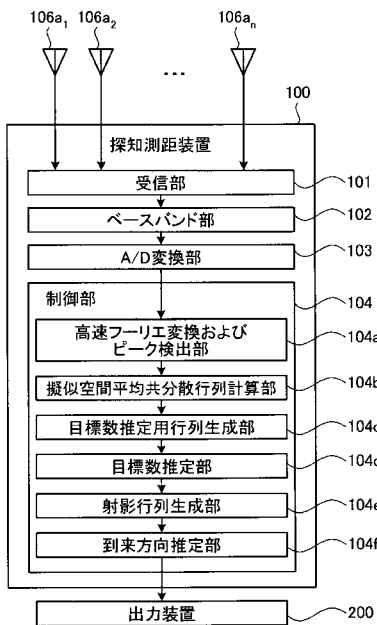 106a1 106a2 ... 106an
100
探知測距装置
受信部 101
ベースバンド部 102
A/D変換部 103
制御部 104
高速フーリエ変換および
ピーク検出部 104a
擬似空間平均共分散行列計算部 104b
目標数推定用行列生成部 104c
目標数推定部 104d
射影行列生成部 104e
到来方向推定部 104f
出力装置 200